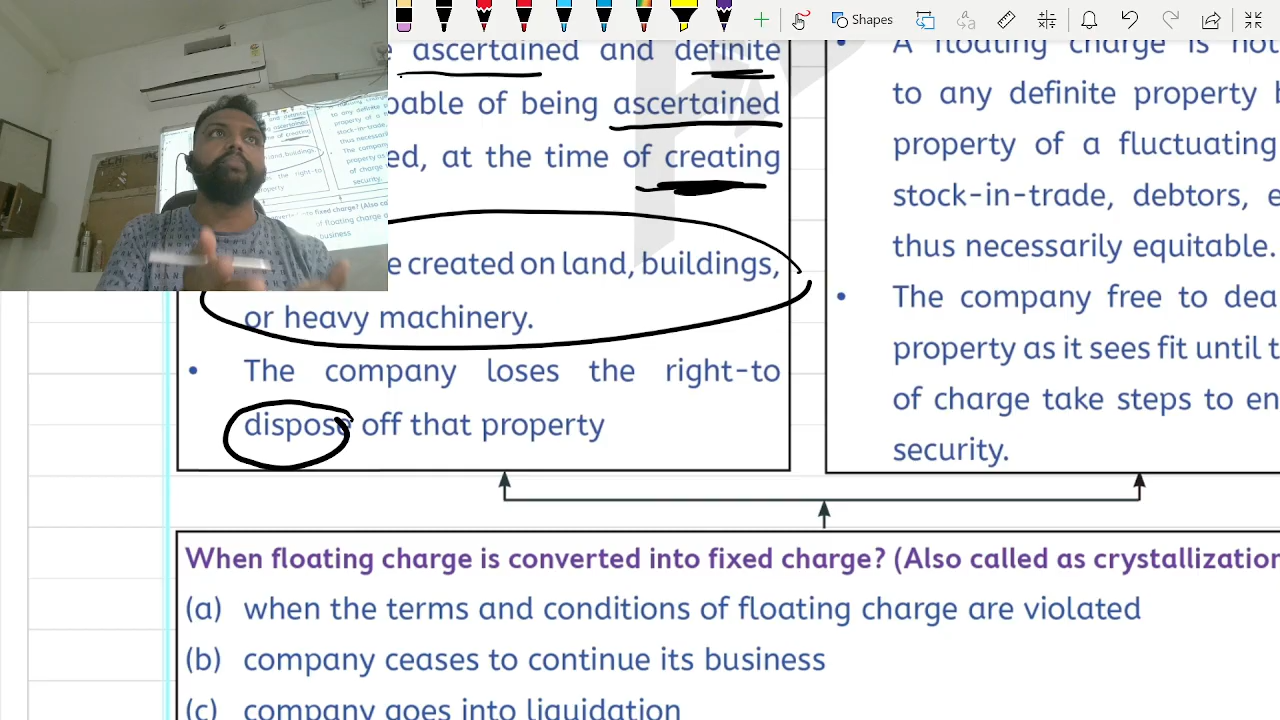 Shapes
ascertained and definite
able of being ascertained
ed, at the time of creating
e created on land, buildings,
or heavy machinery.
• The company loses the right-to
dispose off that property
• A floating charge is not
to any definite property b
property of a fluctuating
stock-in-trade, debtors, e
thus necessarily equitable.
• The company free to dea
property as it sees fit until t
of charge take steps to en
security.
When floating charge is converted into fixed charge? (Also called as crystallization
(a) when the terms and conditions of floating charge are violated
(b) company ceases to continue its business
(c) company goes into liquidation